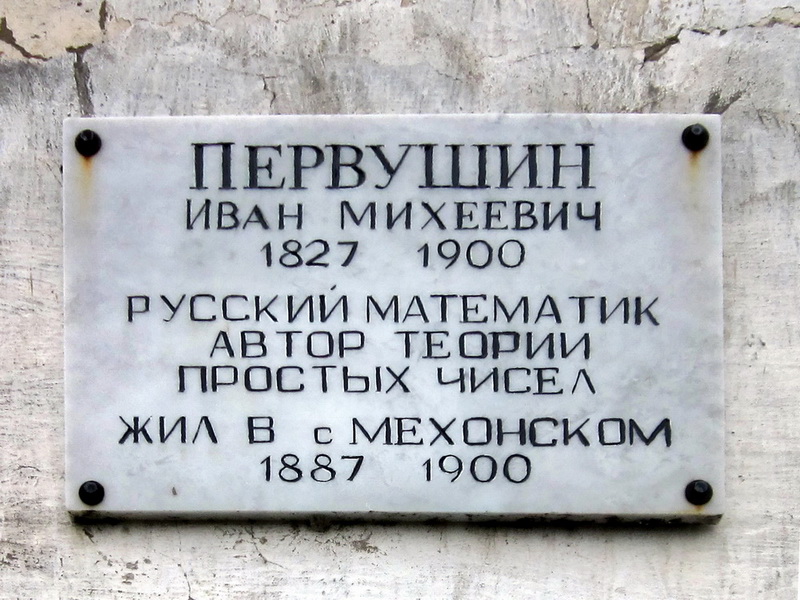 ПЕРВУШИН
ИВАН МИХЕЕВИЧ
1827 1900
РУССКИЙ МАТЕМАТИК
АВТОР ТЕОРИИ
ПРОСТЫХ ЧИСЕЛ
ЖИЛ В с МЕХОНСКОМ
1887 1900